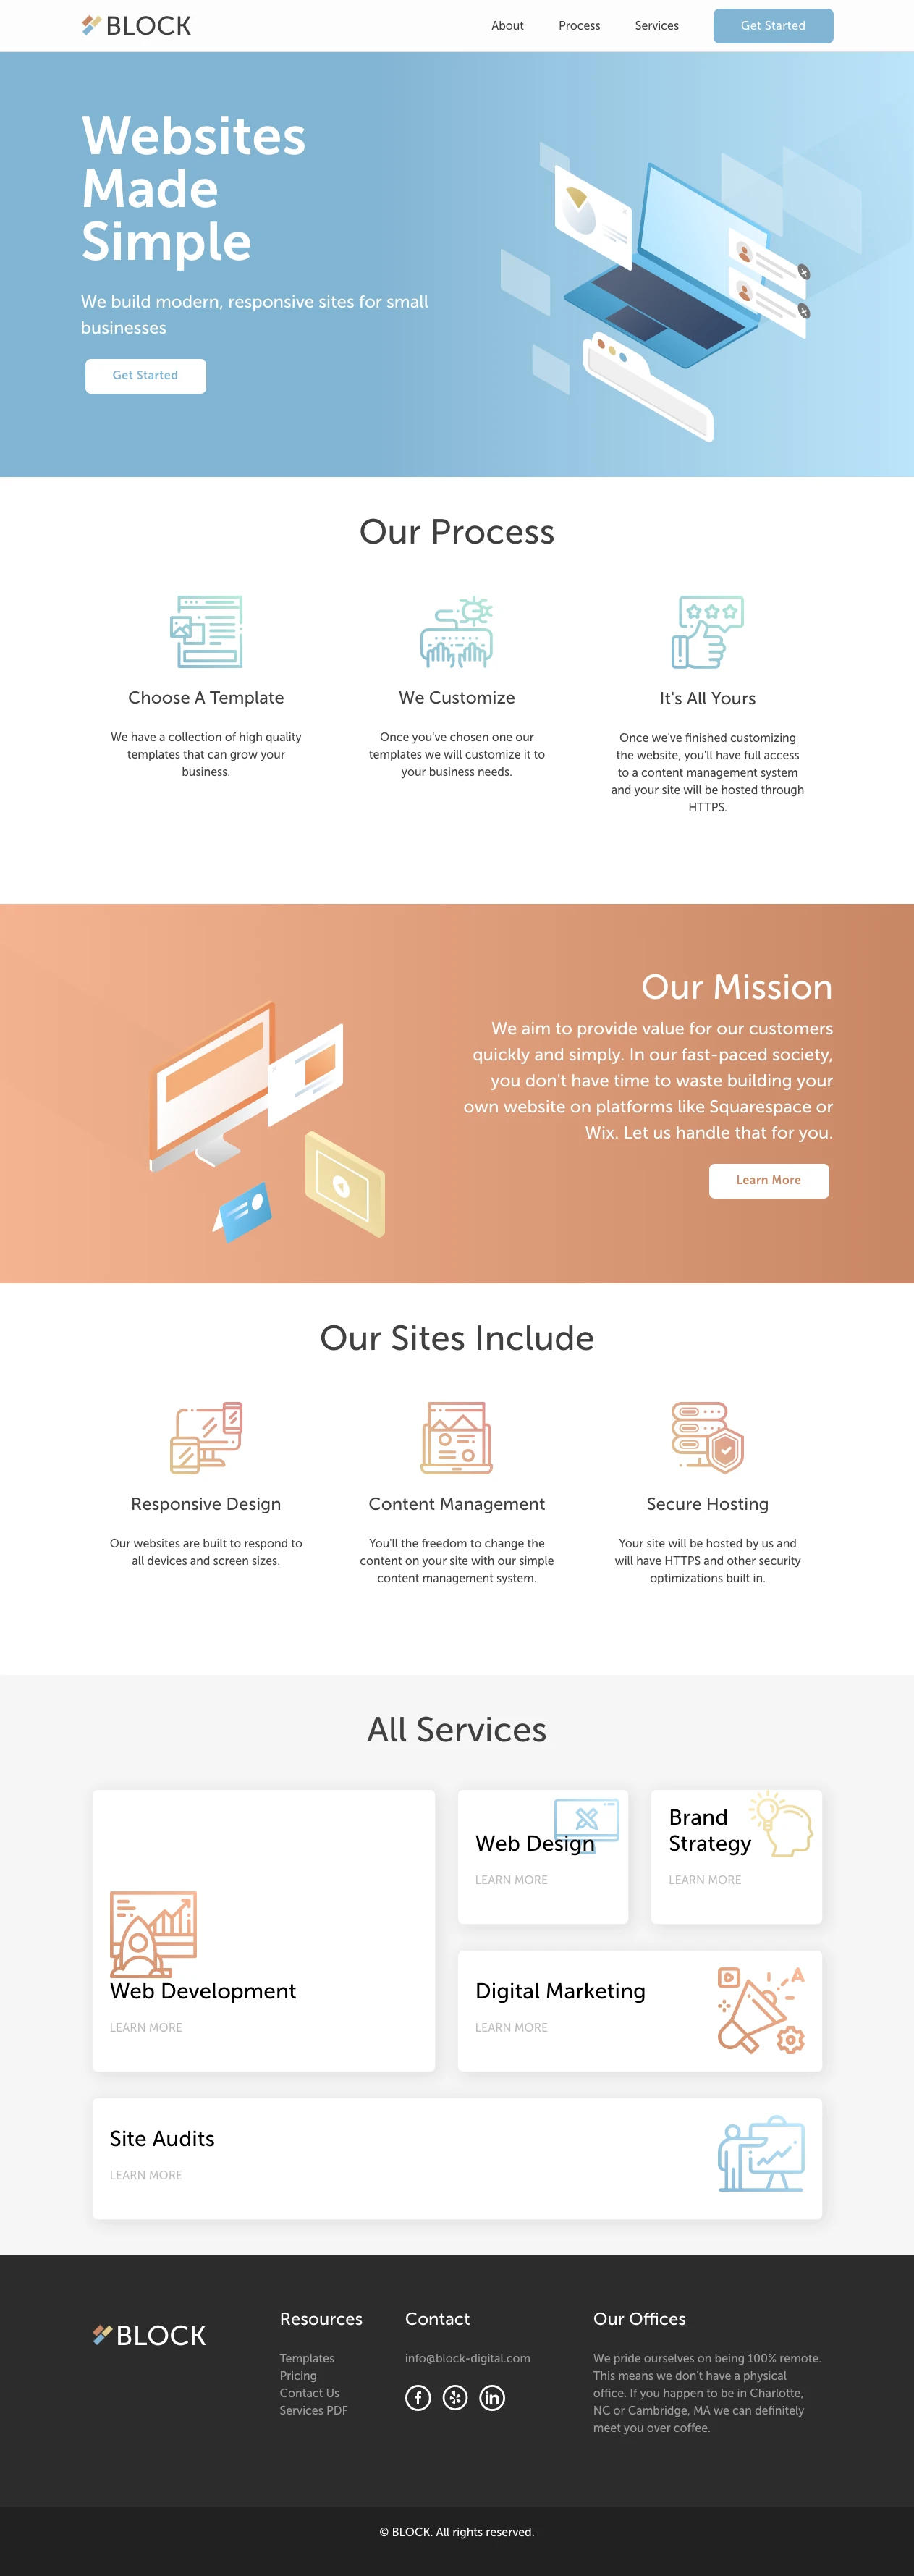 BLOCK
About Process Services Get Started
Websites
Made
Simple
We build modern, responsive sites for small
businesses
Get Started
Our Process
Choose A Template
We have a collection of high quality
templates that can grow your
business.
We Customize
Once you've chosen one our
templates we will customize it to
your business needs.
It's All Yours
Once we've finished customizing
the website, you'll have full access
to a content management system
and your site will be hosted through
HTTPS.
Our Mission
We aim to provide value for our customers
quickly and simply. In our fast-paced society,
you don't have time to waste building your
own website on platforms like Squarespace or
Wix. Let us handle that for you.
Learn More
Our Sites Include
Responsive Design
Our websites are built to respond to
all devices and screen sizes.
Content Management
You'll the freedom to change the
content on your site with our simple
content management system.
Secure Hosting
Your site will be hosted by us and
will have HTTPS and other security
optimizations built in.
All Services
Web Development
LEARN MORE
Web Design
LEARN MORE
Brand
Strategy
LEARN MORE
Digital Marketing
LEARN MORE
A
Site Audits
LEARN MORE
BLOCK
Resources
Templates
Pricing
Contact Us
Services PDF
Contact
info@block-digital.com
f
in
Our Offices
We pride ourselves on being 100% remote.
This means we don't have a physical
office. If you happen to be in Charlotte,
NC or Cambridge, MA we can definitely
meet you over coffee.
© BLOCK. All rights reserved.